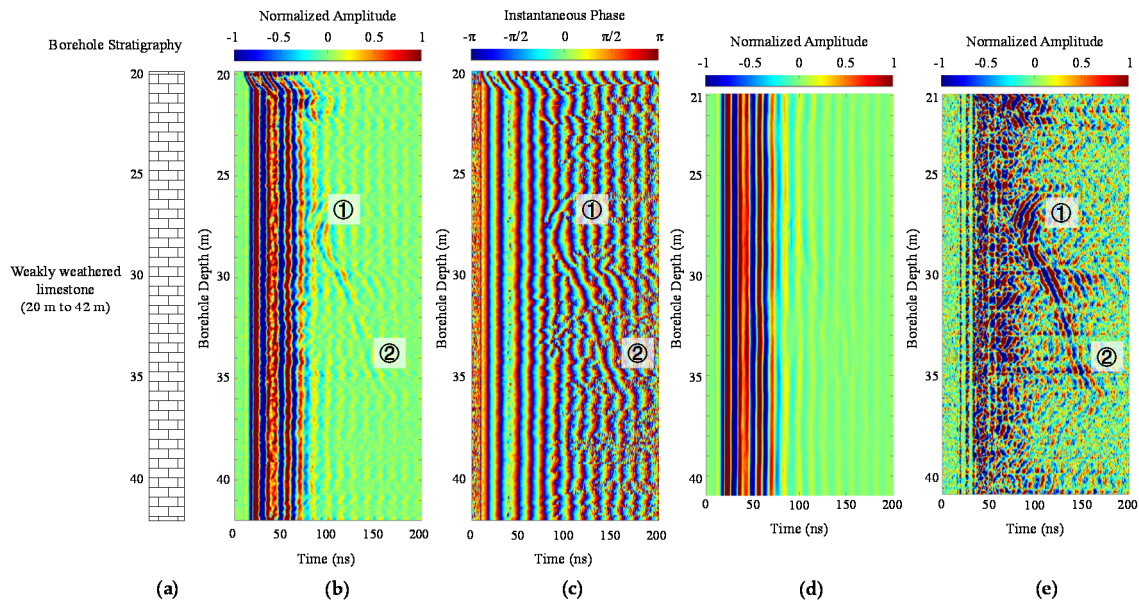 Borehole Stratigraphy
20
25
30
35
40
Weakly weathered
limestone
(20 m to 42 m)
(a)
Normalized Amplitude
-1 -0.5 0 0.5 1
20
25
30
35
40
Borehole Depth (m)
①
②
0 50 100 150 200
Time (ns)
(b)
Instantaneous Phase
-π -π/2 0 π/2 π
20
25
30
35
40
Borehole Depth (m)
①
②
0 50 100 150 200
Time (ns)
(c)
Normalized Amplitude
-1 -0.5 0 0.5 1
21
25
30
35
40
Borehole Depth (m)
0 50 100 150 200
Time (ns)
(d)
Normalized Amplitude
-1 -0.5 0 0.5 1
21
25
30
35
40
Borehole Depth (m)
①
②
0 50 100 150 200
Time (ns)
(e)